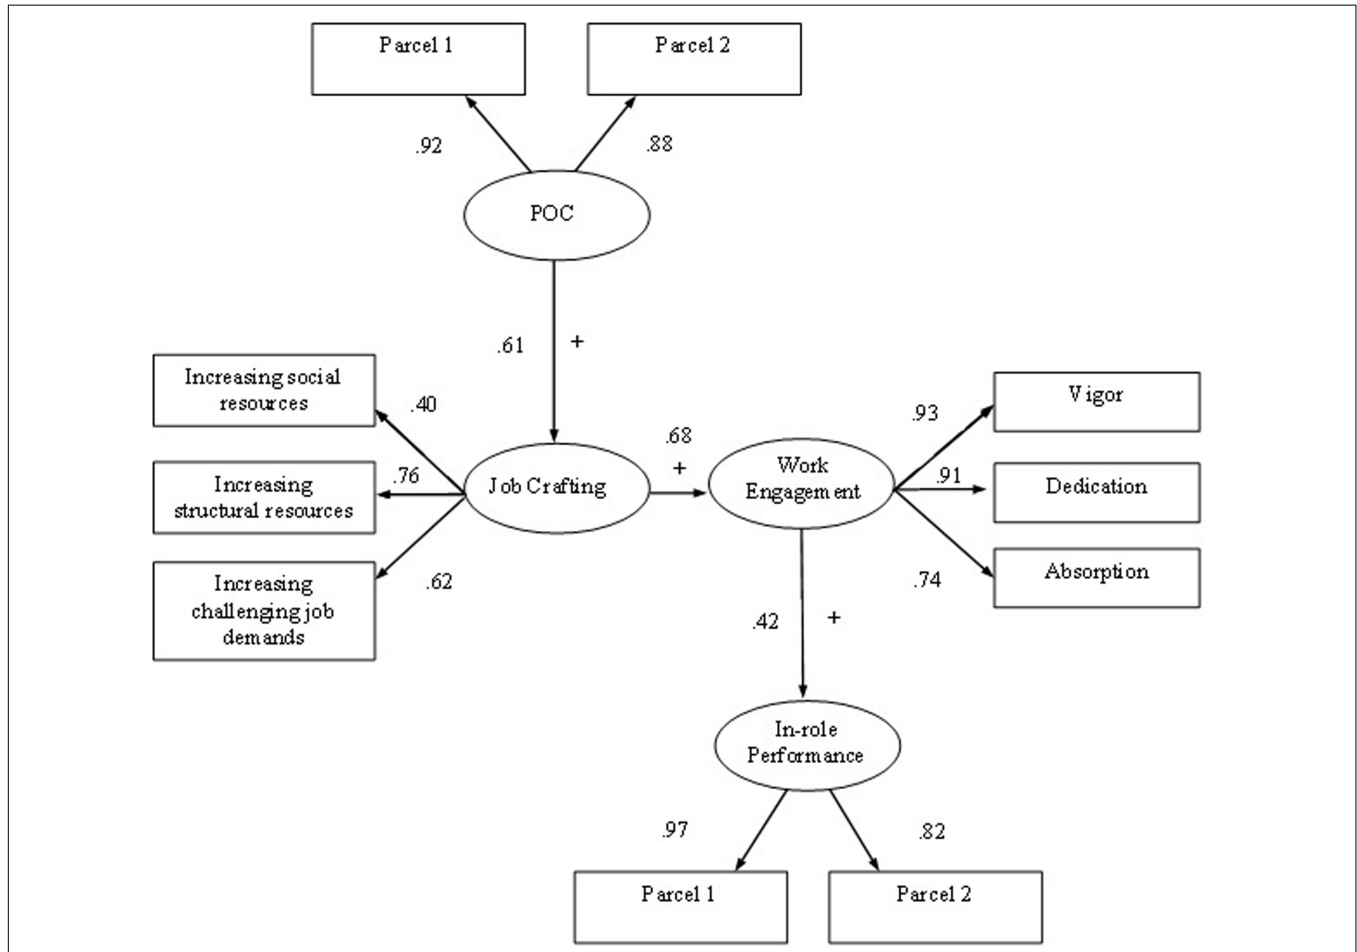 Parcel 1
Parcel 2
.92
.88
POC
.61
+
Increasing social
resources
.40
.68
+
Vigor
.93
Increasing
structural resources
.76
Job Crafting
Work
Engagement
.91
Dedication
Increasing
challenging job
demands
.62
.74
Absorption
.42
+
In-role
Performance
.97
.82
Parcel 1
Parcel 2